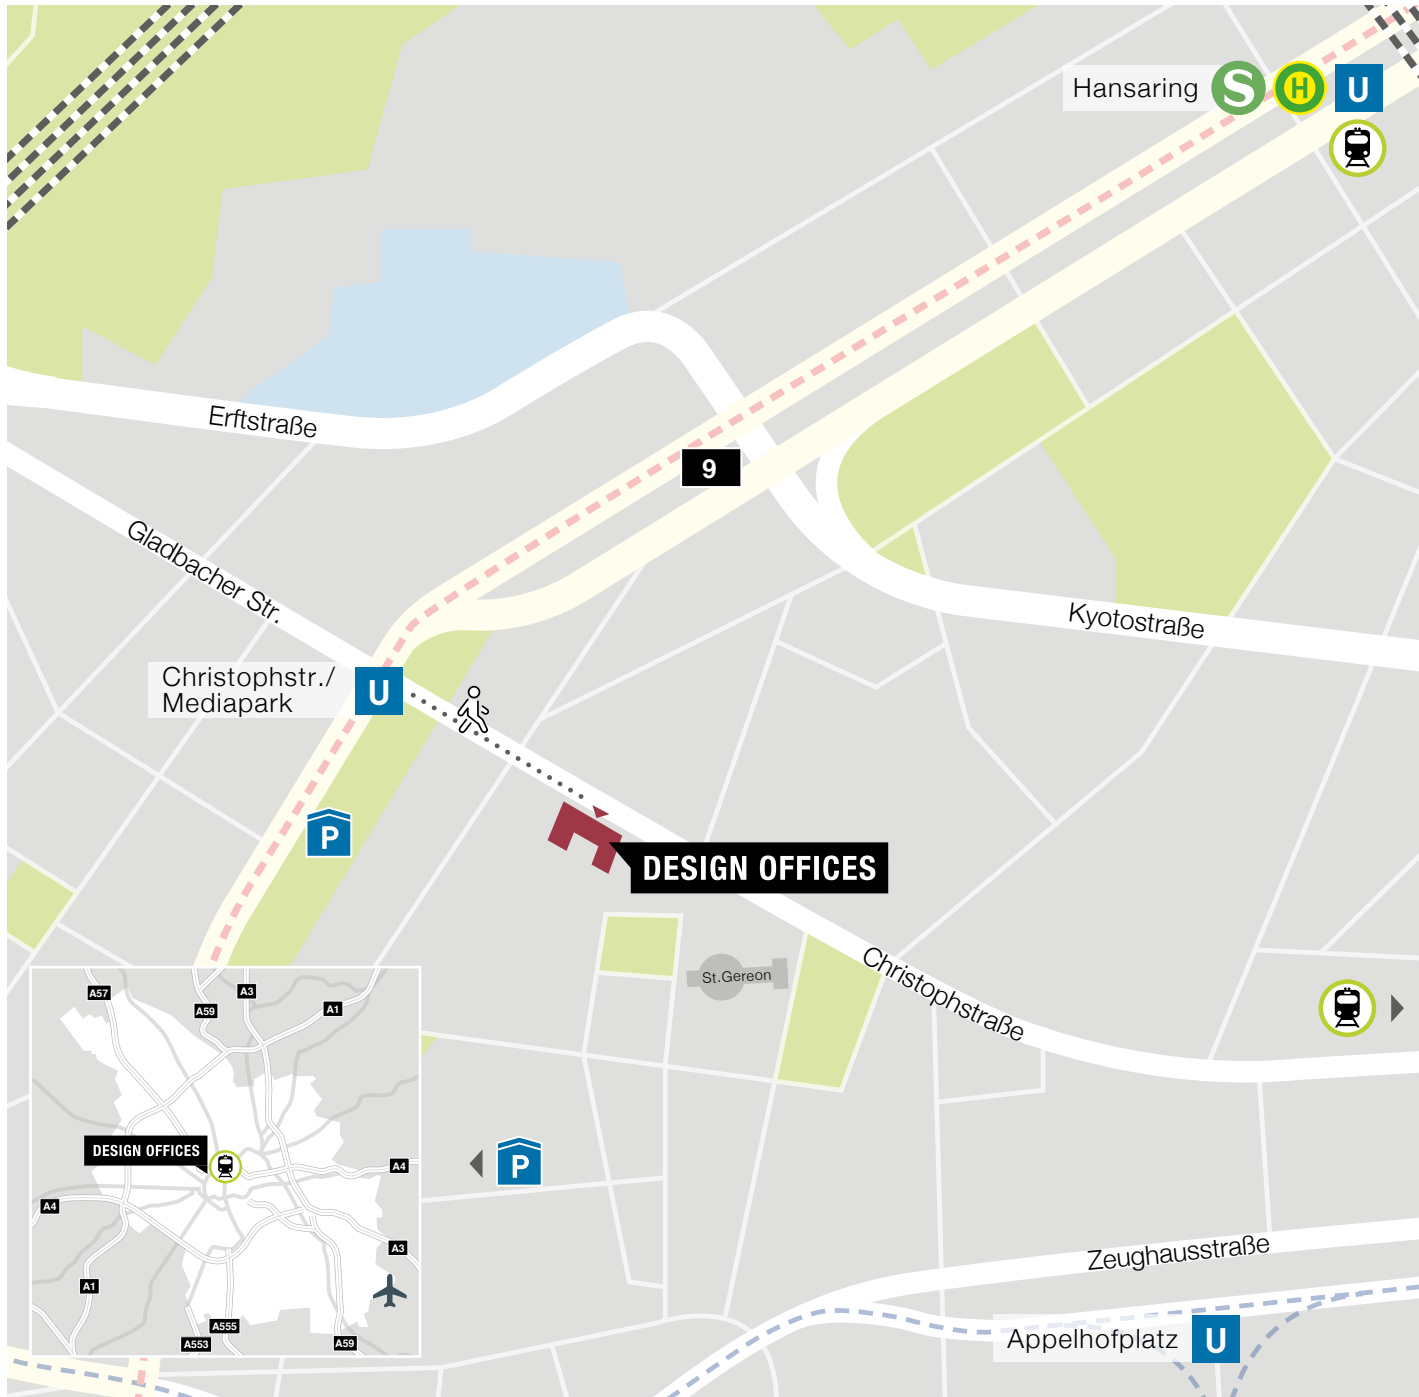 Hansaring S H U
Erftstraße
9
Gladbacher Str.
Kyotostraße
Christophstr./
Mediapark
U
P
DESIGN OFFICES
St.Gereon
Christophstraße
A57
A3
A59
A1
DESIGN OFFICES
A4
A4
A3
A1
A555
A553
A59
P
Zeughausstraße
Appelhofplatz U